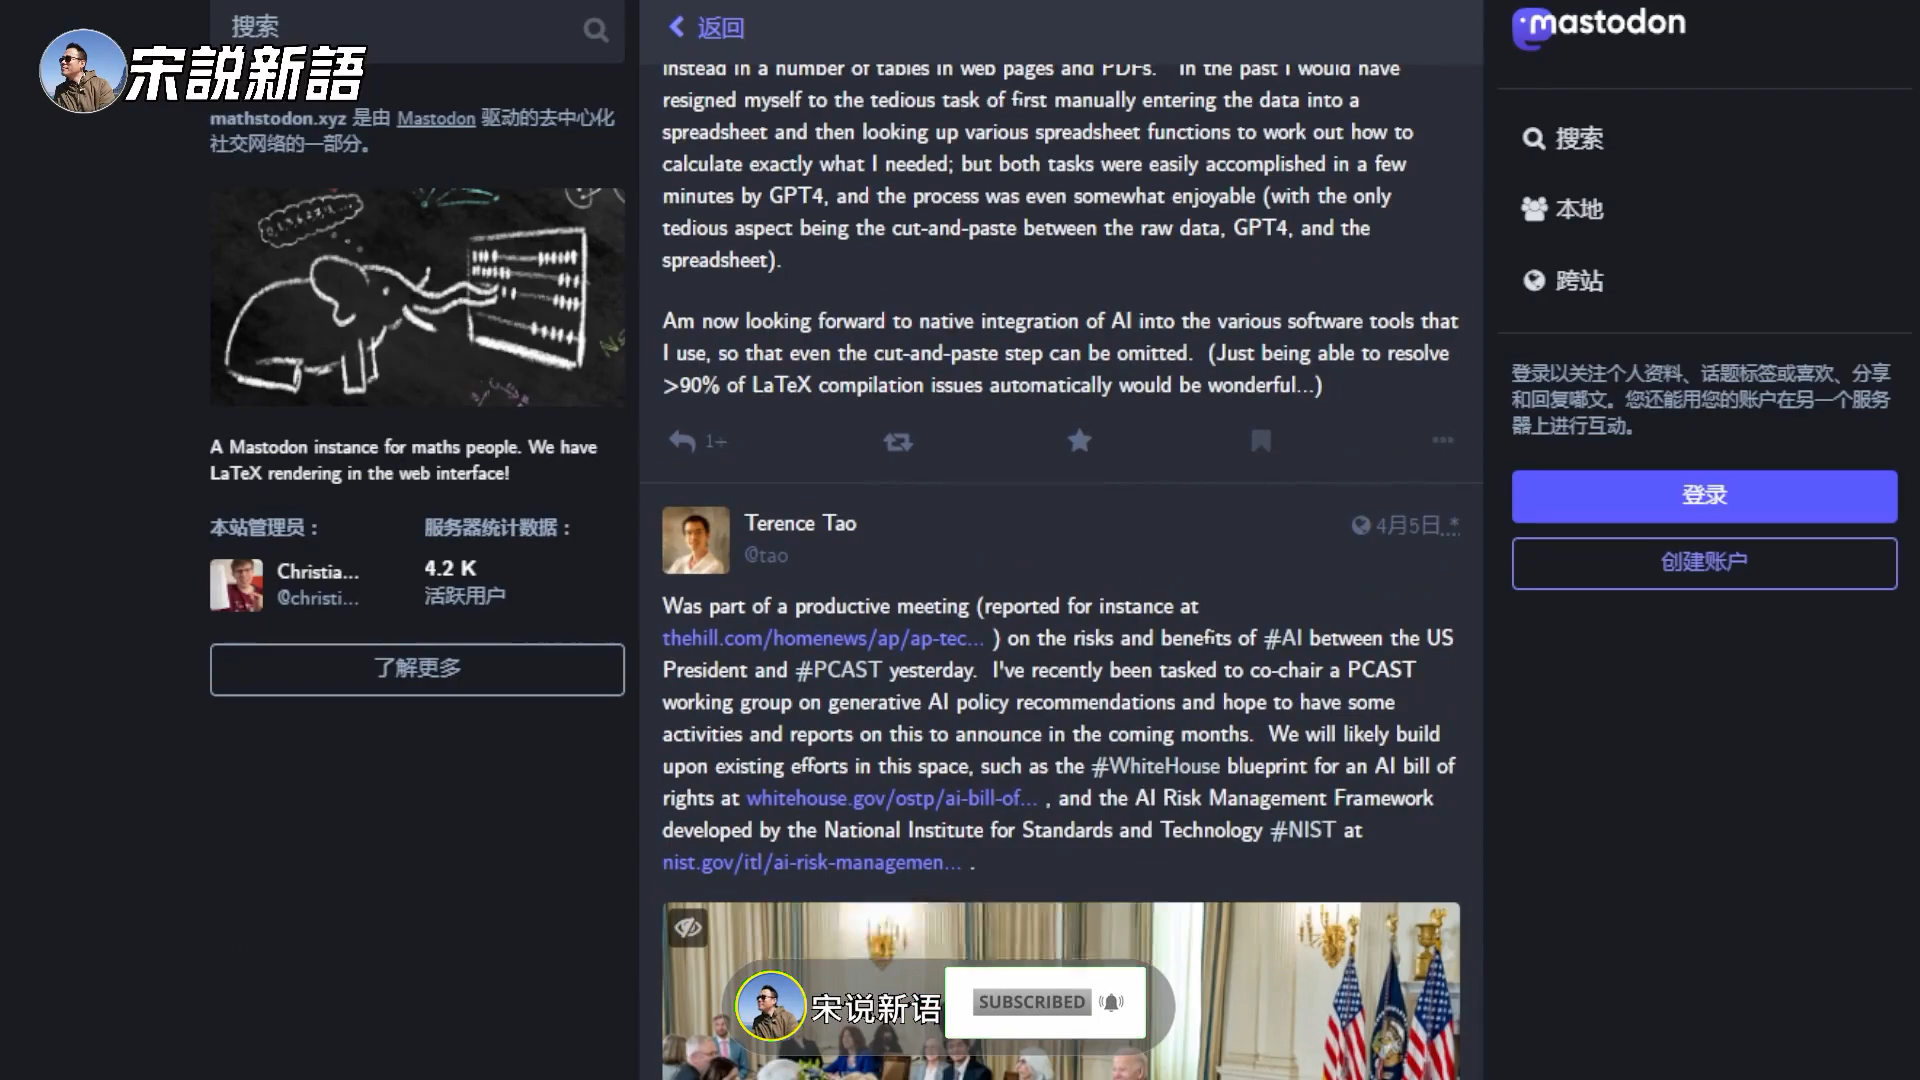 搜索
宋説新語
mathstodon.xyz 是由 Mastodon 驱动的去中心化
社交网络的一部分。
A Mastodon instance for maths people. We have
LaTeX rendering in the web interface!
本站管理员：
Christia...
@christi...
服务器统计数据：
4.2 K
活跃用户
了解更多
返回
instead in a number of tables in web pages and PDFs. In the past I would have
resigned myself to the tedious task of first manually entering the data into a
spreadsheet and then looking up various spreadsheet functions to work out how to
calculate exactly what I needed; but both tasks were easily accomplished in a few
minutes by GPT4, and the process was even somewhat enjoyable (with the only
tedious aspect being the cut-and-paste between the raw data, GPT4, and the
spreadsheet).
Am now looking forward to native integration of AI into the various software tools that
I use, so that even the cut-and-paste step can be omitted. (Just being able to resolve
>90% of LaTeX compilation issues automatically would be wonderful...)
1+
Terence Tao
@tao
4月5日 *
Was part of a productive meeting (reported for instance at
thehill.com/homenews/ap/ap-tec... ) on the risks and benefits of #AI between the US
President and #PCAST yesterday. I've recently been tasked to co-chair a PCAST
working group on generative AI policy recommendations and hope to have some
activities and reports on this to announce in the coming months. We will likely build
upon existing efforts in this space, such as the #WhiteHouse blueprint for an AI bill of
rights at whitehouse.gov/ostp/ai-bill-of... , and the AI Risk Management Framework
developed by the National Institute for Standards and Technology #NIST at
nist.gov/itl/ai-risk-managemen... .
宋说新语
SUBSCRIBED
mastodon
搜索
本地
跨站
登录以关注个人资料、话题标签或喜欢、分享
和回复嘟文。您还能用您的账户在另一个服务
器上进行互动。
登录
创建账户